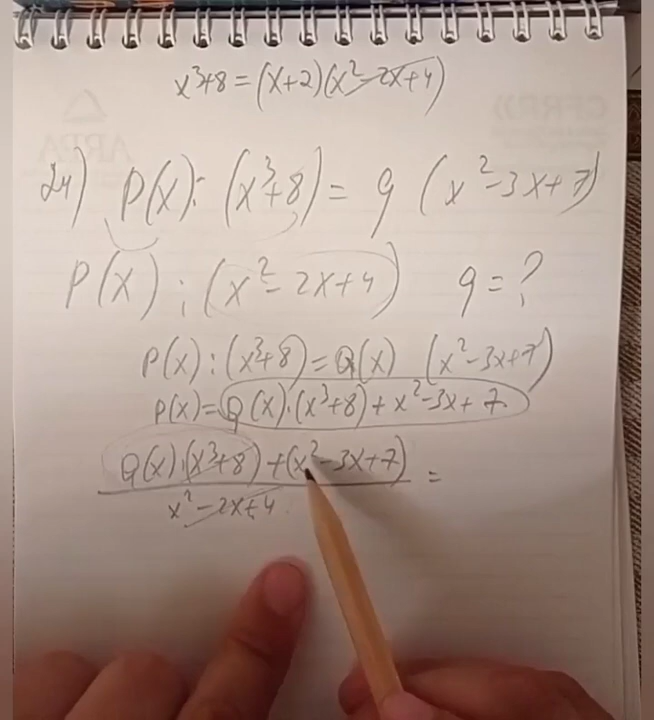 x³+8=(x+2)(x²-2x+4)
24) P(x):(x³+8)= q (x²-3x+7)
P(x):(x²-2x+4) q=?
P(x):(x³+8)=Q(x) (x²-3x+7)
P(x)=Q(x)·(x³+8)+x²-3x+7
Q(x)·(x³+8)+(x²-3x+7) =
x²-2x+4